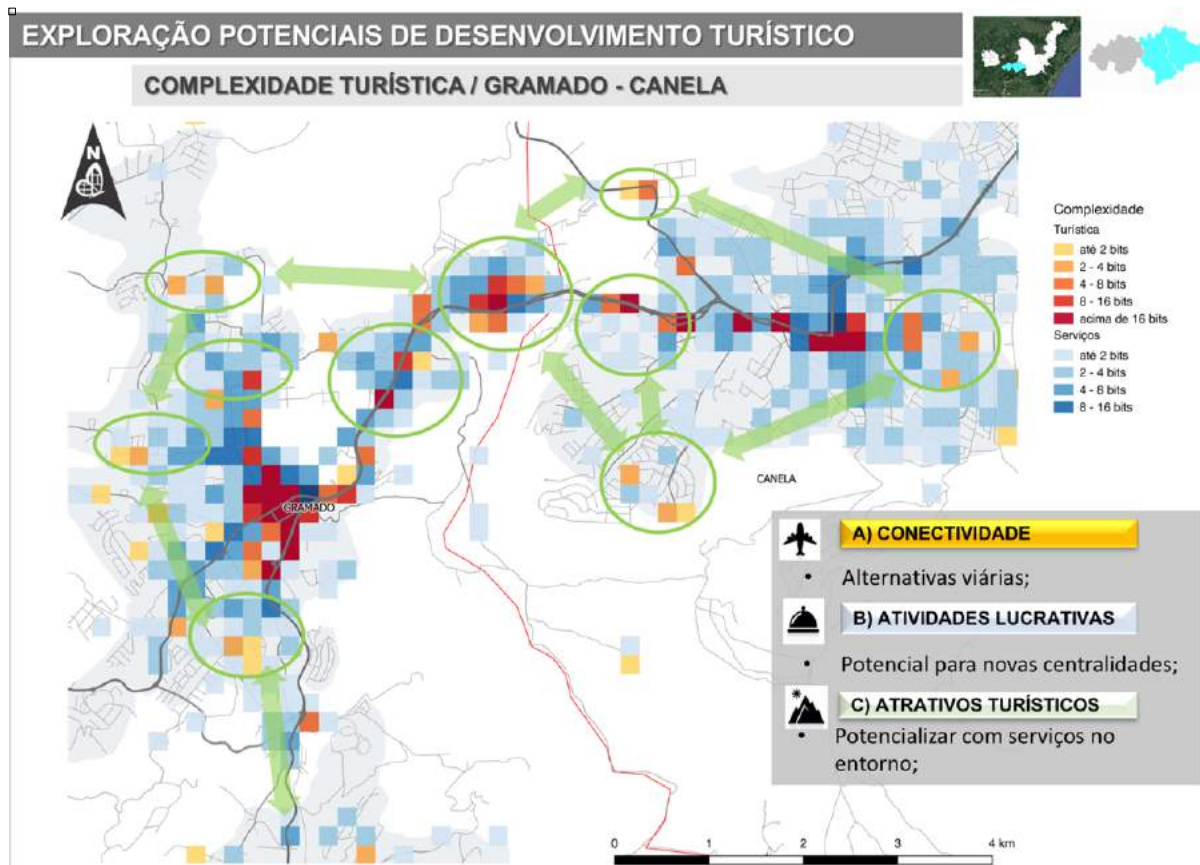 EXPLORAÇÃO POTENCIAIS DE DESENVOLVIMENTO TURÍSTICO
COMPLEXIDADE TURÍSTICA / GRAMADO - CANELA
N
Complexidade
Turística
até 2 bits
2 - 4 bits
4 - 8 bits
8 - 16 bits
acima de 16 bits
Serviços
até 2 bits
2 - 4 bits
4 - 8 bits
8 - 16 bits
CANELA
GRAMADO
A) CONECTIVIDADE
• Alternativas viárias;
B) ATIVIDADES LUCRATIVAS
• Potencial para novas centralidades;
C) ATRATIVOS TURÍSTICOS
• Potencializar com serviços no
entorno;
0 1 2 3 4 km